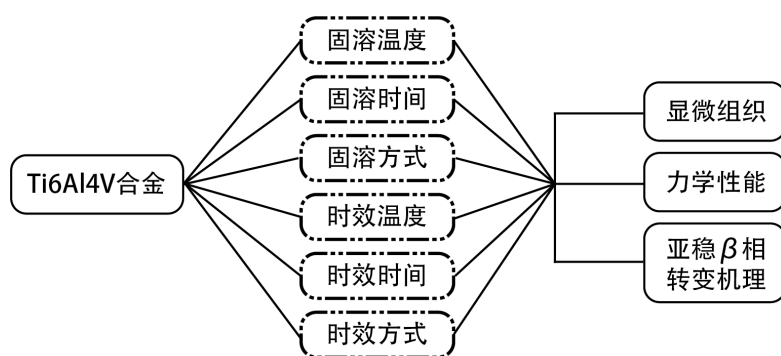 固溶温度
固溶时间
固溶方式
Ti6Al4V合金
时效温度
时效时间
时效方式
显微组织
力学性能
亚稳β相
转变机理